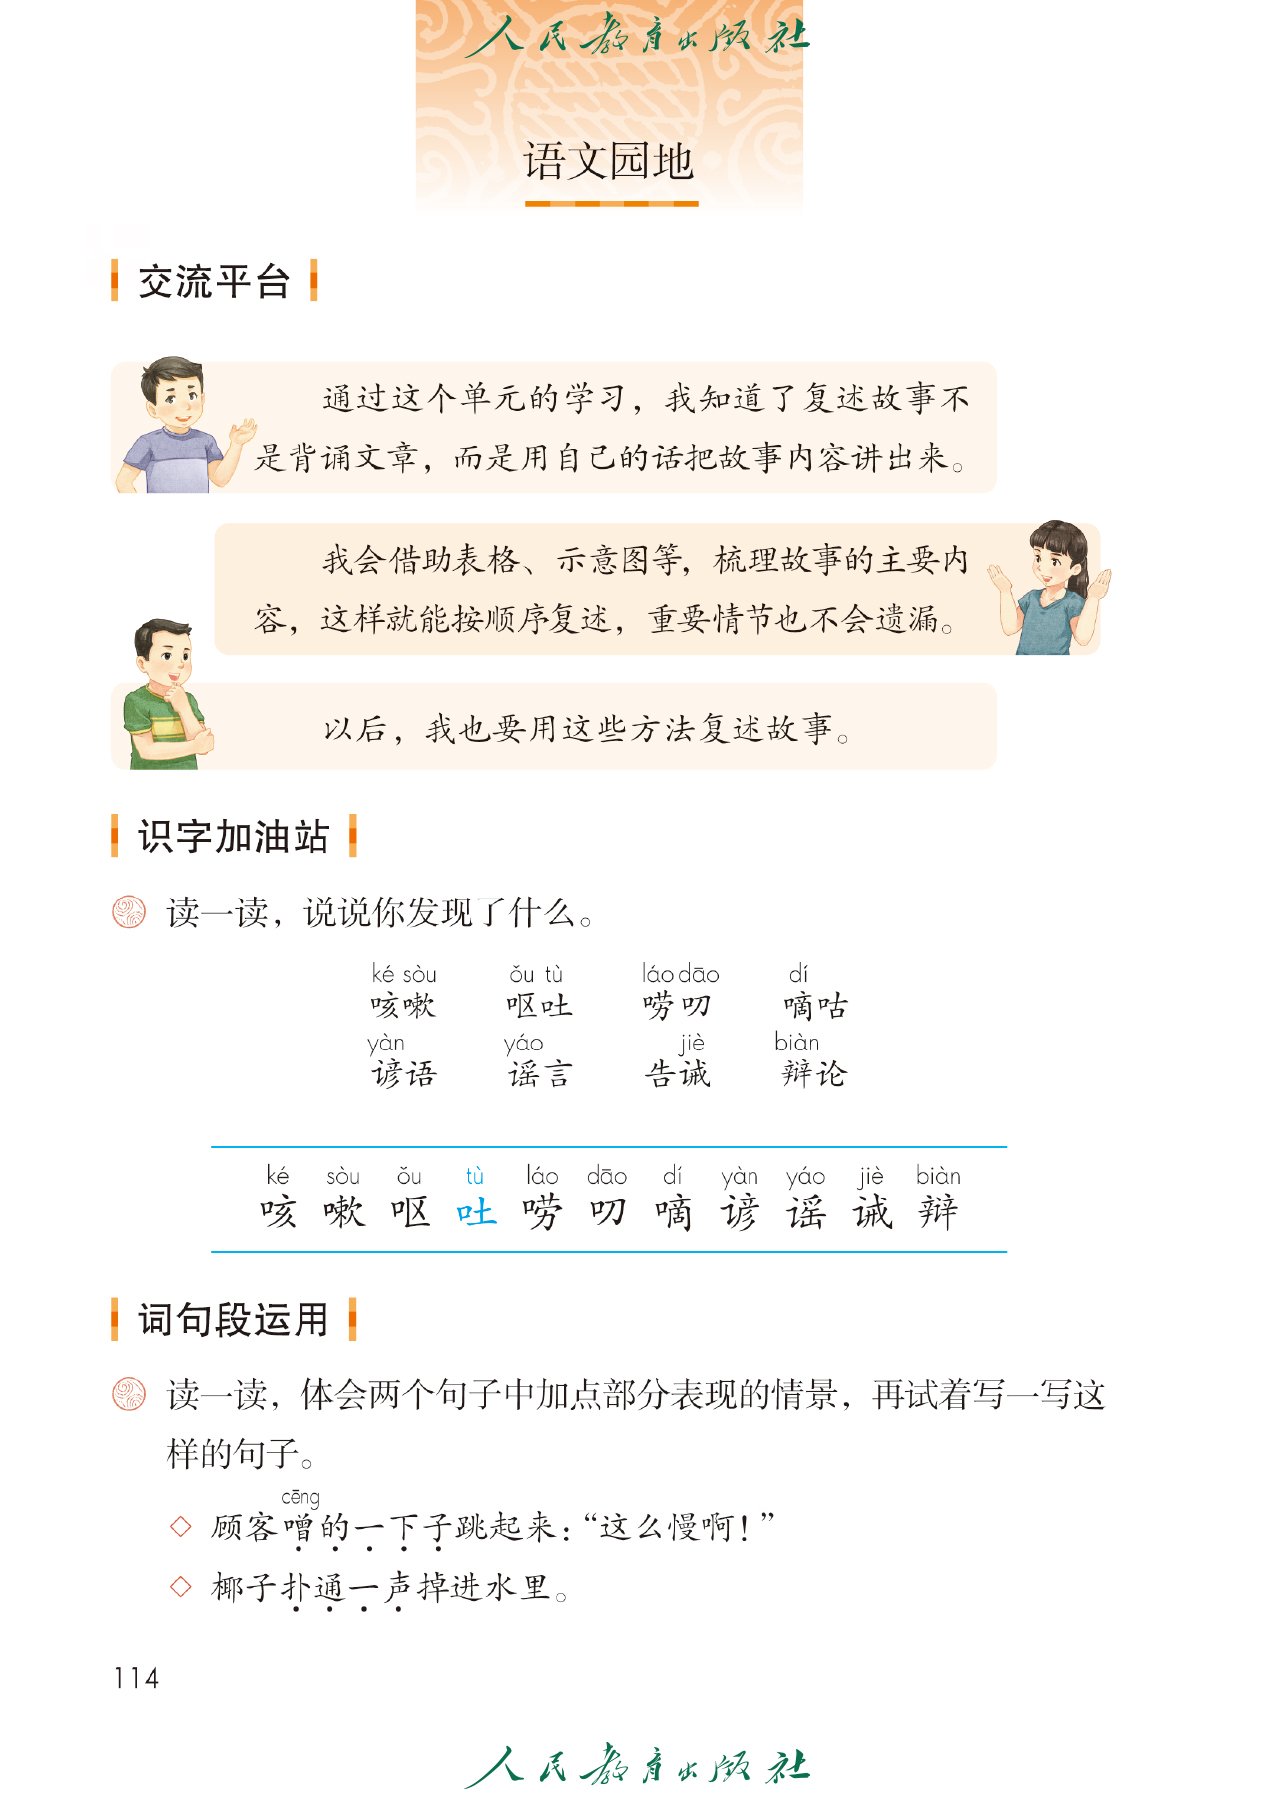 人民教育出版社
语文园地
交流平台
通过这个单元的学习，我知道了复述故事不
是背诵文章，而是用自己的话把故事内容讲出来。
我会借助表格、示意图等，梳理故事的主要内
容，这样就能按顺序复述，重要情节也不会遗漏。
以后，我也要用这些方法复述故事。
识字加油站
读一读，说说你发现了什么。
ké sòu ǒu tù láo dāo dí
咳嗽 呕吐 唠叨 嘀咕
yàn yáo jiè biàn
谚语 谣言 告诫 辩论
ké sòu ǒu tù láo dāo dí yàn yáo jiè biàn
咳 嗽 呕 吐 唠 叨 嘀 谚 谣 诫 辩
词句段运用
读一读，体会两个句子中加点部分表现的情景，再试着写一写这
样的句子。
cēng
顾客噌的一下子跳起来：“这么慢啊！”
椰子扑通一声掉进水里。
114
人民教育出版社